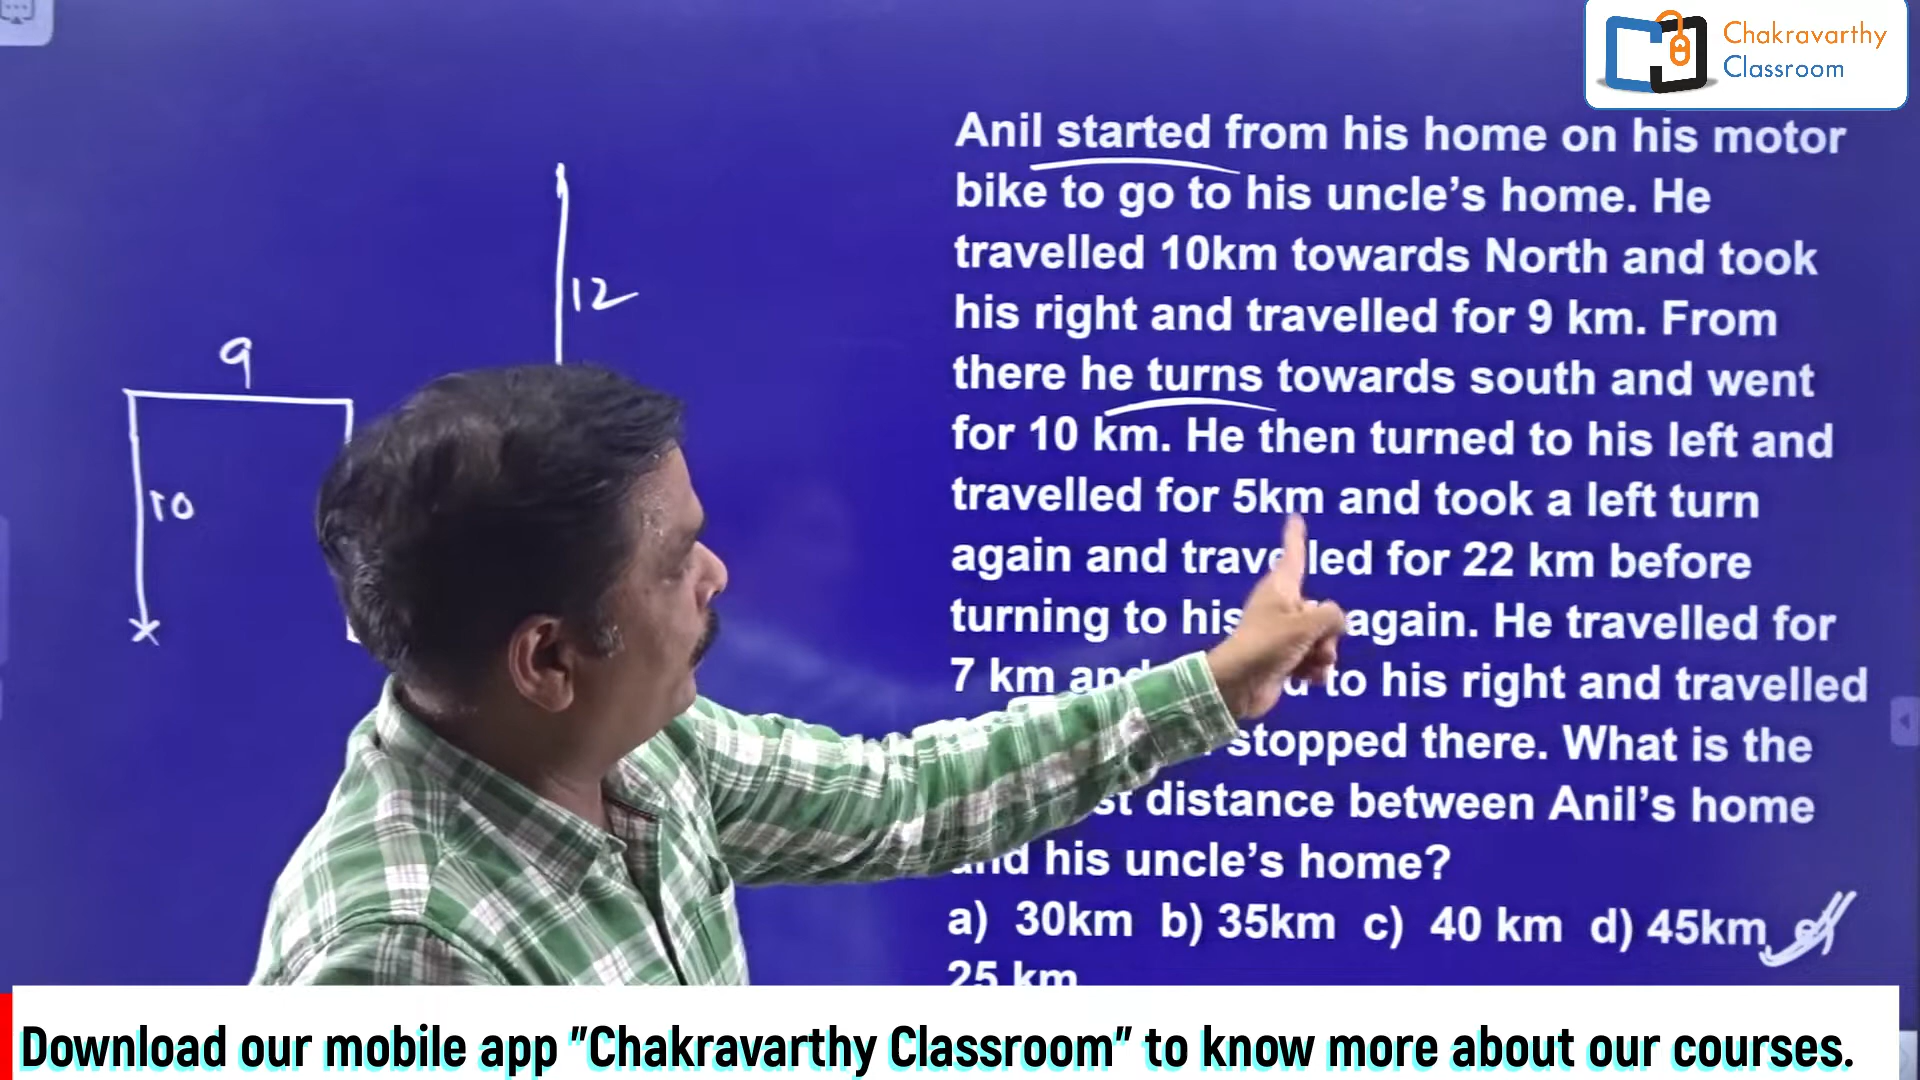 Chakravarthy
Classroom
Anil started from his home on his motor
bike to go to his uncle’s home. He
travelled 10km towards North and took
his right and travelled for 9 km. From
there he turns towards south and went
for 10 km. He then turned to his left and
travelled for 5km and took a left turn
again and travelled for 22 km before
turning to his again. He travelled for
7 km and to his right and travelled
stopped there. What is the
distance between Anil’s home
and his uncle’s home?
a) 30km b) 35km c) 40 km d) 45km
25 km
12
9
10
Download our mobile app "Chakravarthy Classroom" to know more about our courses.